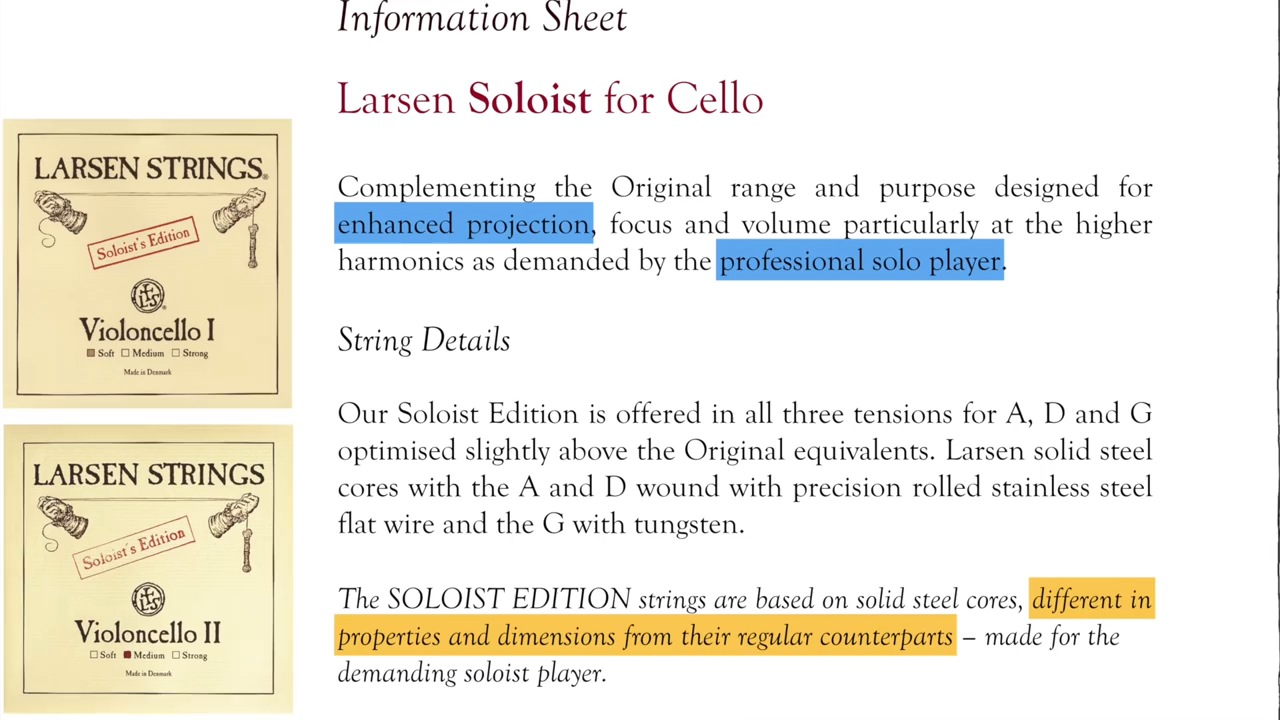 Information Sheet
Larsen Soloist for Cello
Complementing the Original range and purpose designed for
enhanced projection, focus and volume particularly at the higher
harmonics as demanded by the professional solo player.
String Details
Our Soloist Edition is offered in all three tensions for A, D and G
optimised slightly above the Original equivalents. Larsen solid steel
cores with the A and D wound with precision rolled stainless steel
flat wire and the G with tungsten.
The SOLOIST EDITION strings are based on solid steel cores, different in
properties and dimensions from their regular counterparts – made for the
demanding soloist player.
LARSEN STRINGS®
Soloist's Edition
Violoncello I
Soft Medium Strong
Made in Denmark
LARSEN STRINGS
Soloist's Edition
Violoncello II
Soft Medium Strong
Made in Denmark